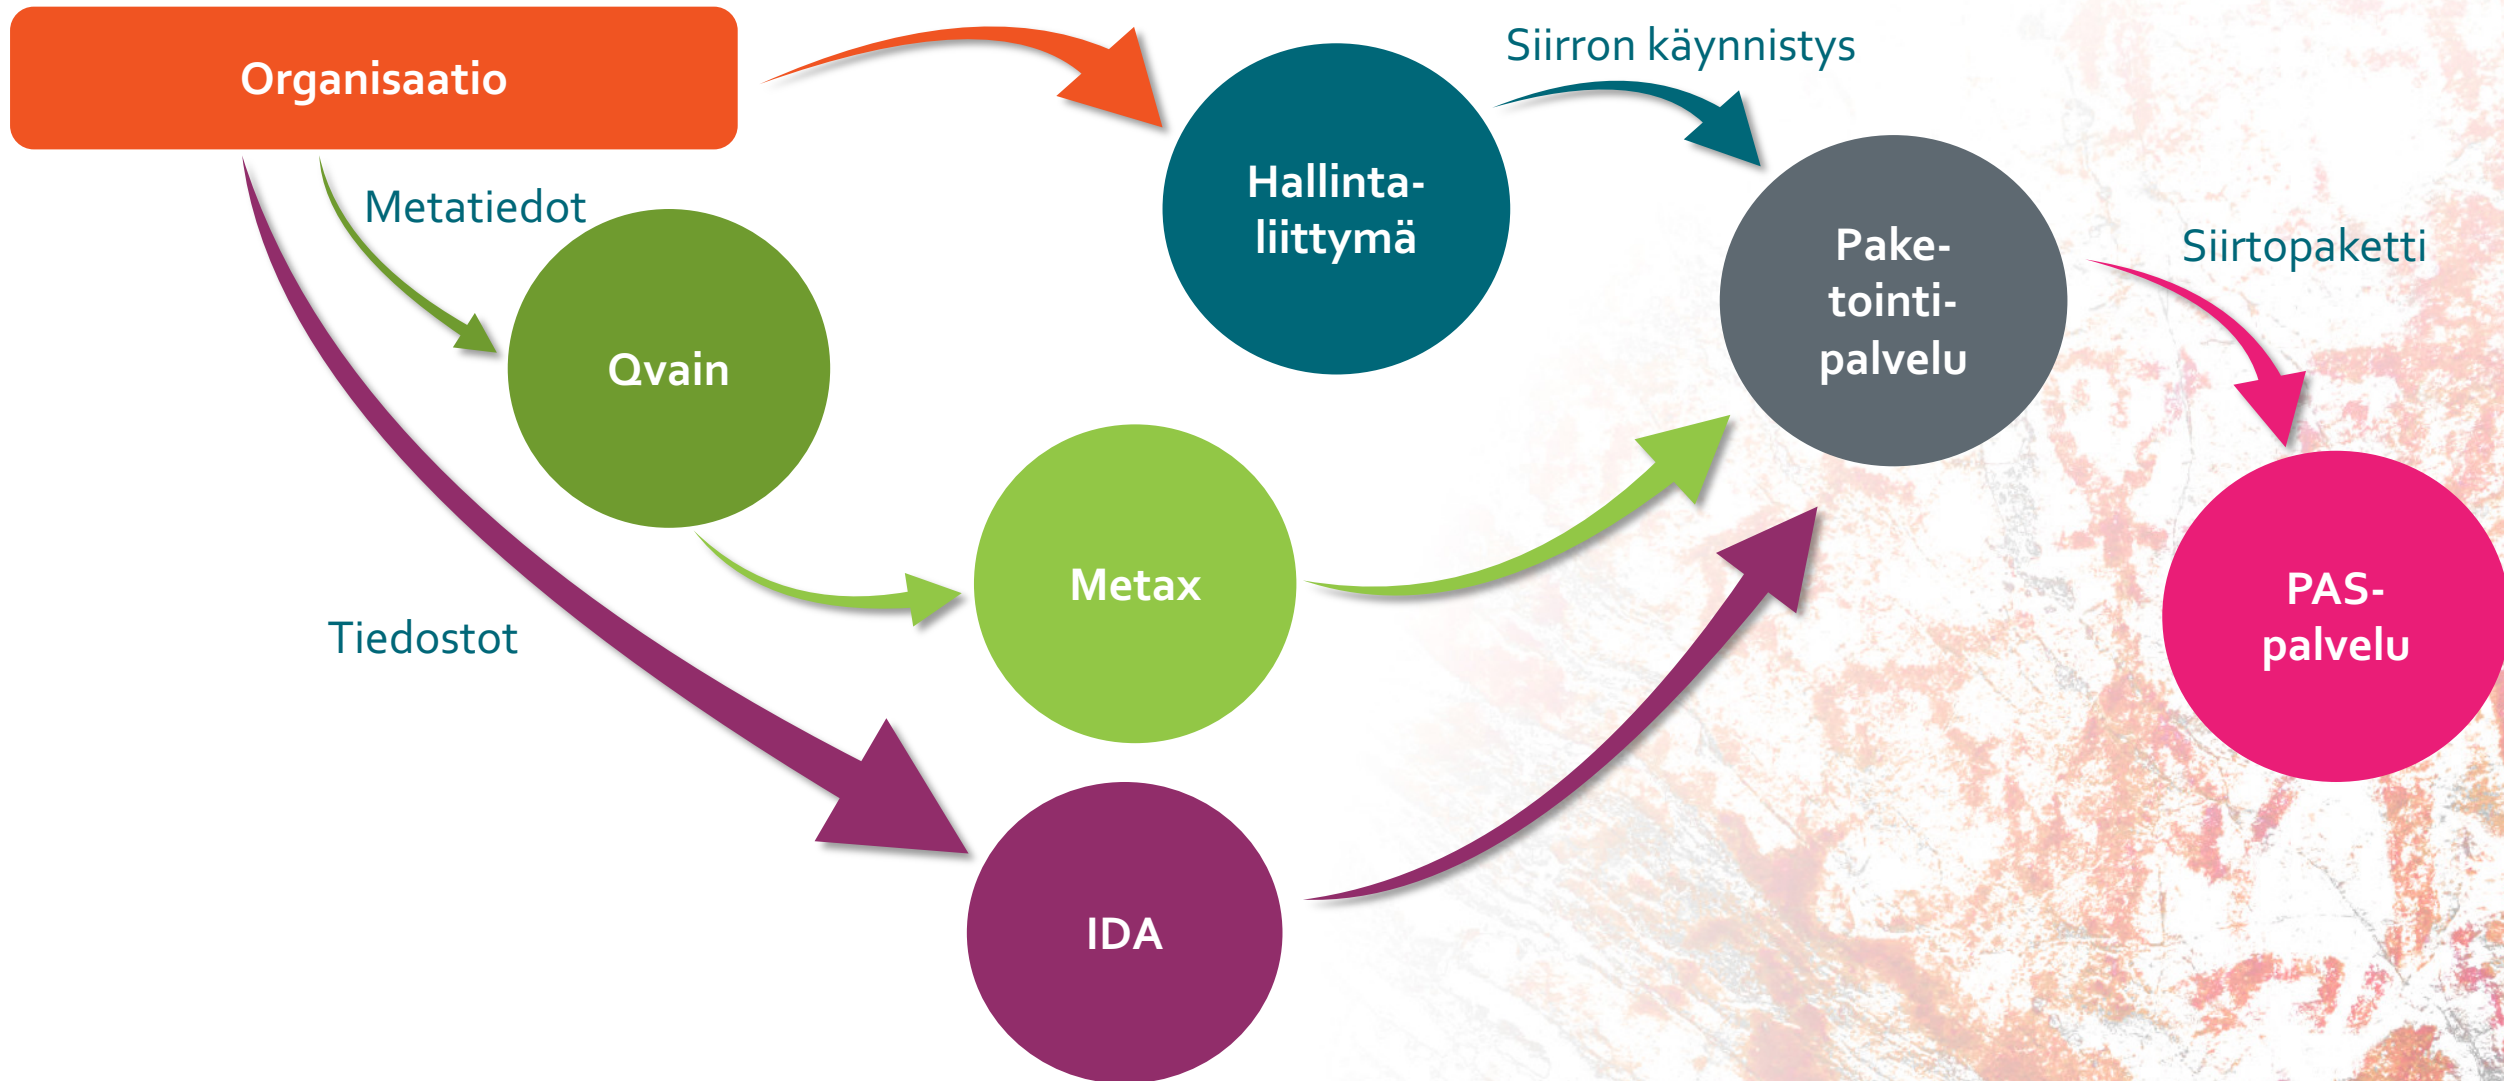 Organisaatio
Siirron käynnistys
Metatiedot
Hallinta-
liittymä
Pake-
tointi-
palvelu
Siirtopaketti
Qvain
Metax
Tiedostot
PAS-
palvelu
IDA